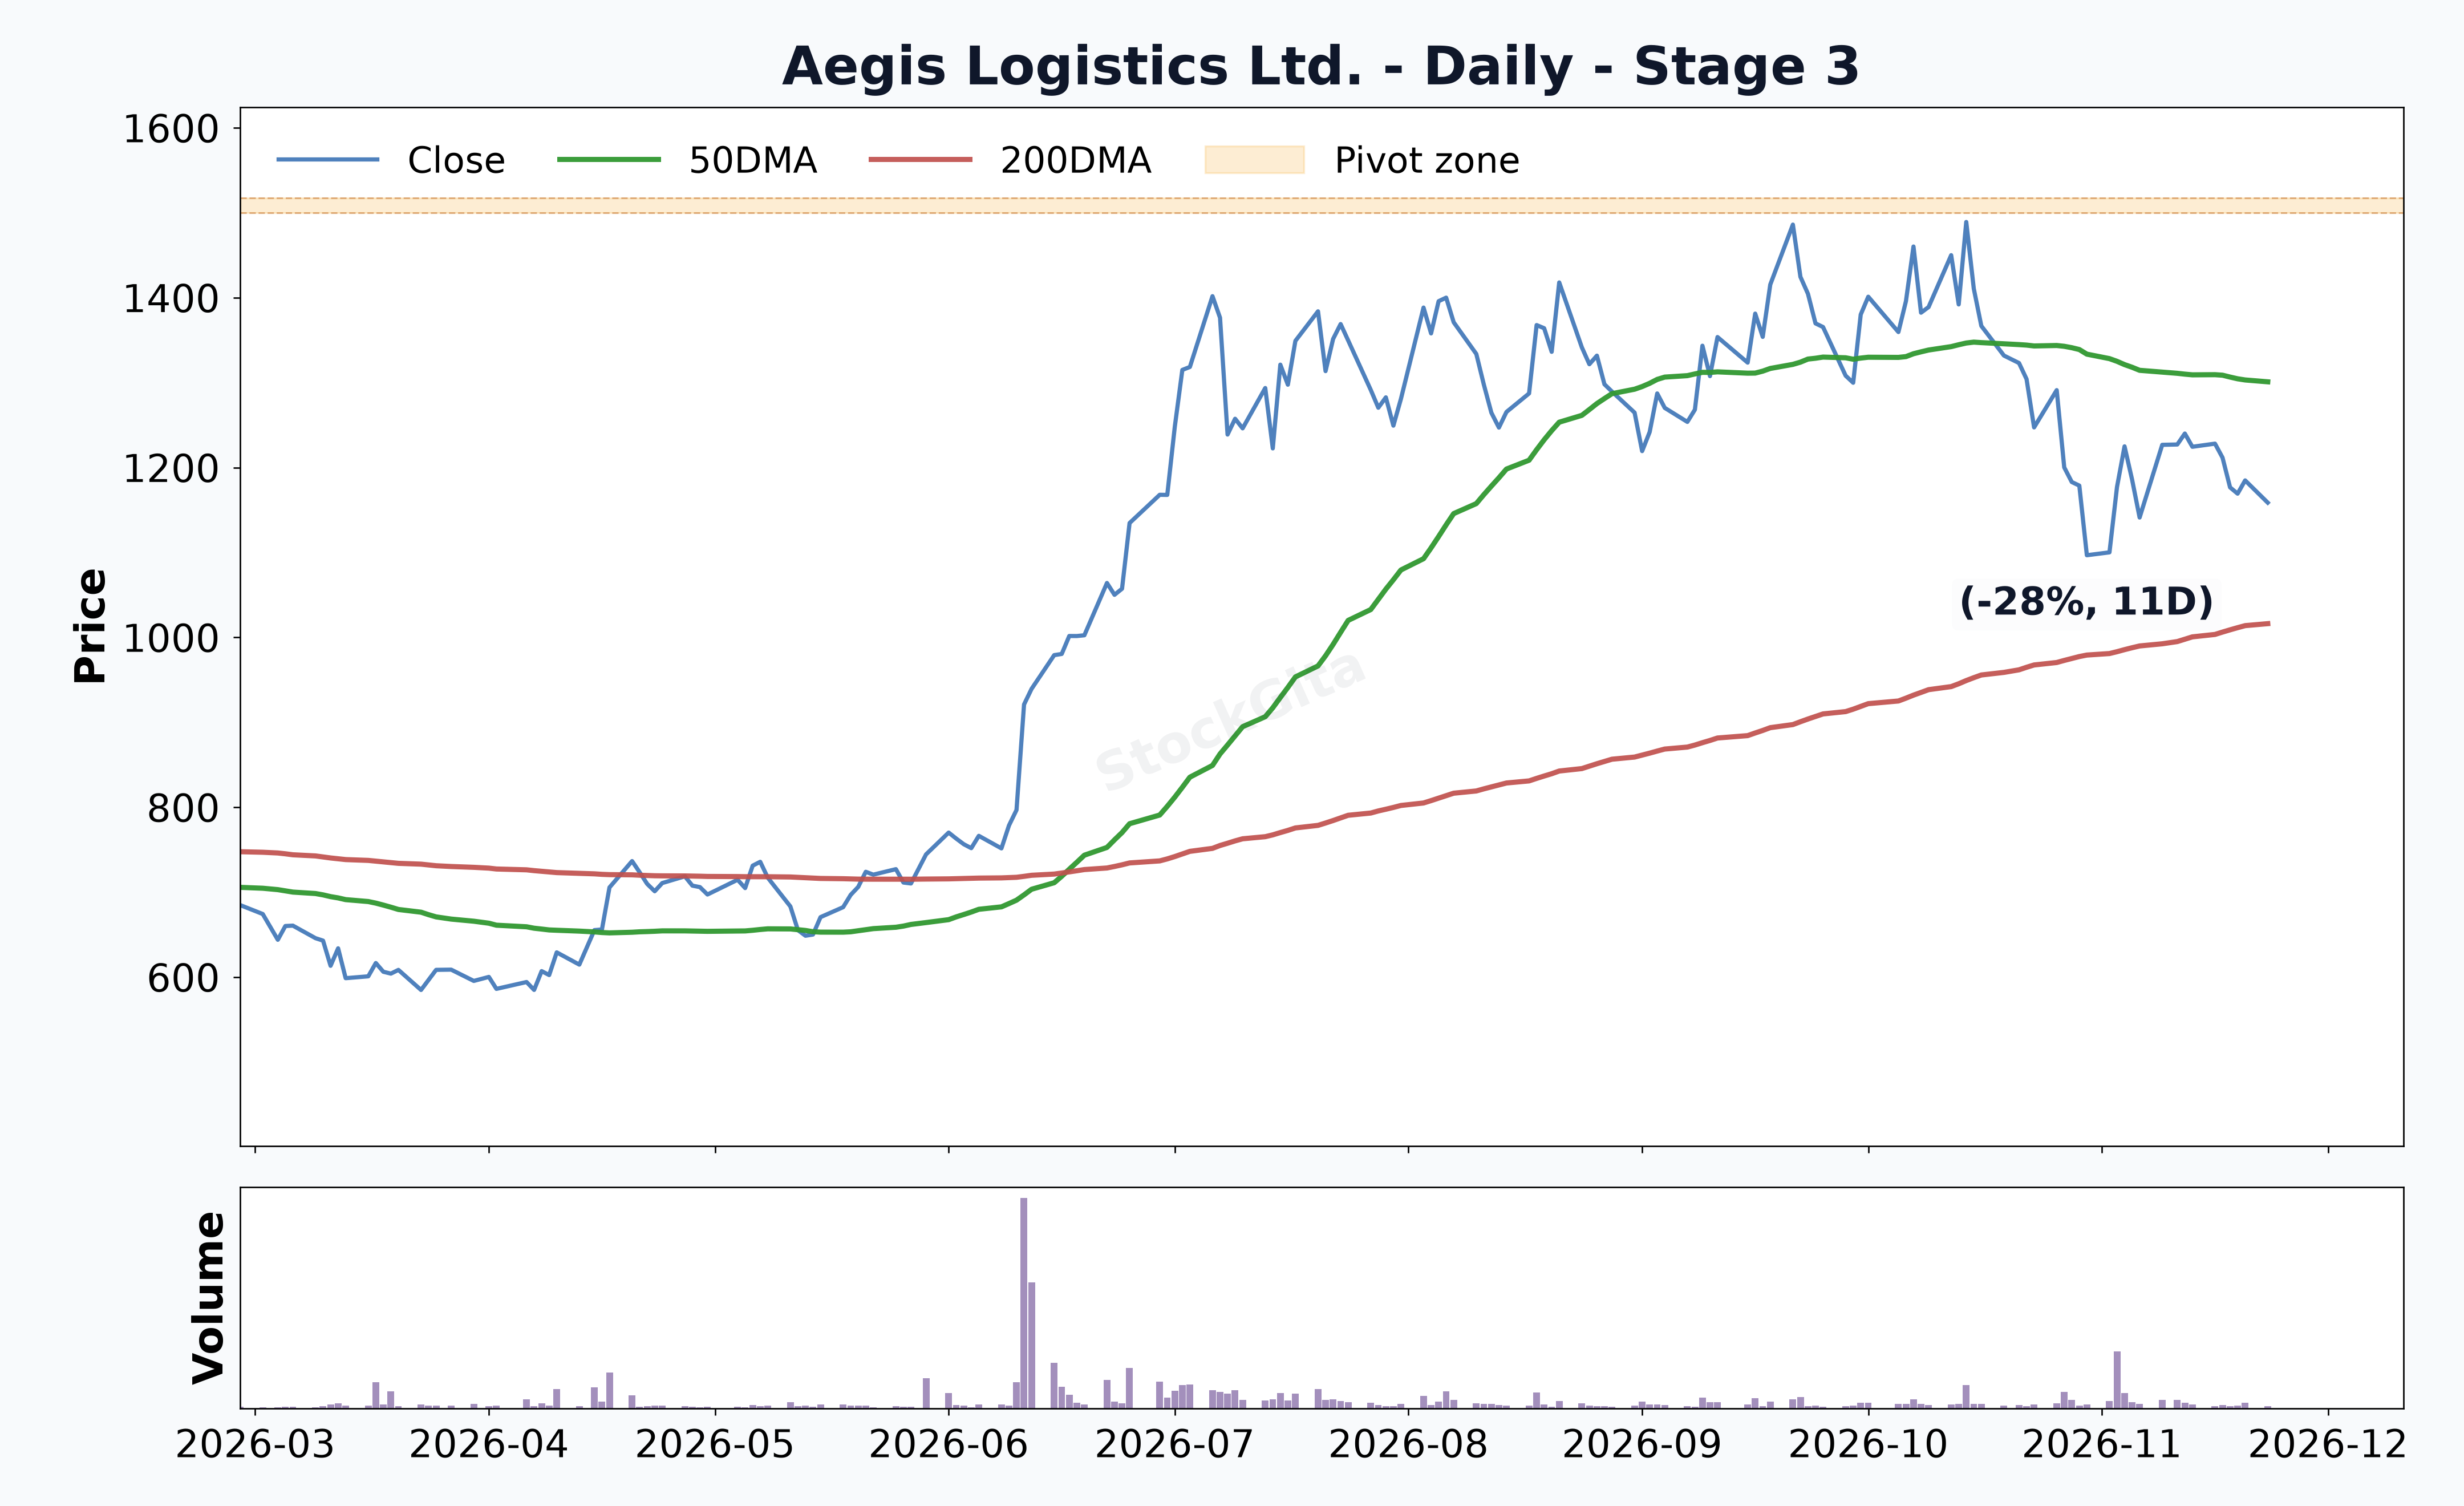 Aegis Logistics Ltd. - Daily - Stage 3
Close 50DMA 200DMA Pivot zone
1600
1400
1200
1000
800
600
Price
(-28%, 11D)
StockGita
Volume
2026-03 2026-04 2026-05 2026-06 2026-07 2026-08 2026-09 2026-10 2026-11 2026-12